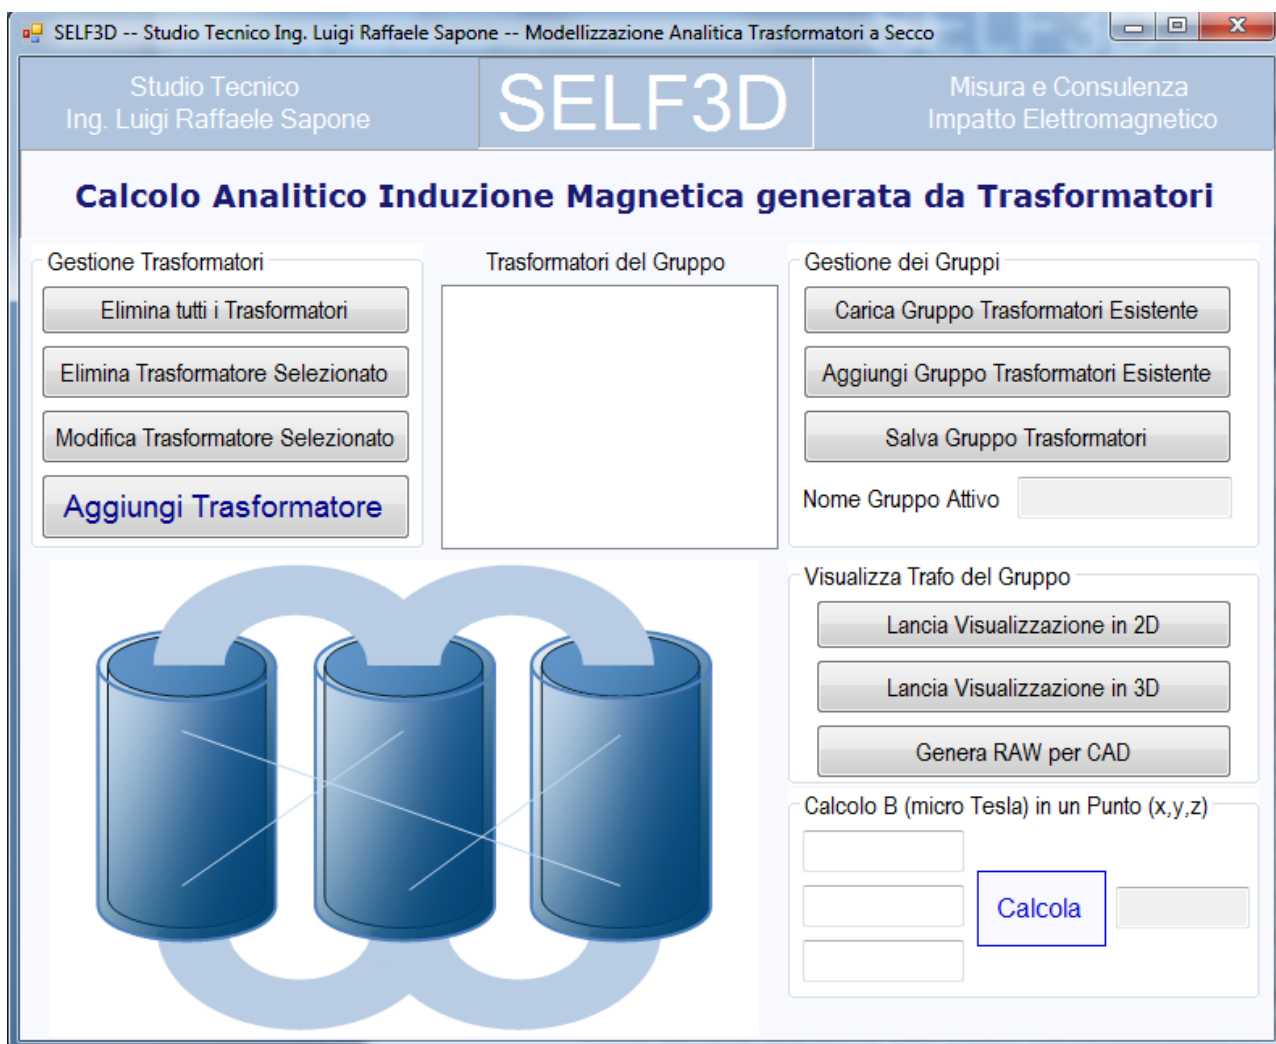 SELF3D -- Studio Tecnico Ing. Luigi Raffaele Sapone -- Modellizzazione Analitica Trasformatori a Secco
Studio Tecnico
Ing. Luigi Raffaele Sapone
SELF3D
Misura e Consulenza
Impatto Elettromagnetico
Calcolo Analitico Induzione Magnetica generata da Trasformatori
Gestione Trasformatori
Elimina tutti i Trasformatori
Elimina Trasformatore Selezionato
Modifica Trasformatore Selezionato
Aggiungi Trasformatore
Trasformatori del Gruppo
Gestione dei Gruppi
Carica Gruppo Trasformatori Esistente
Aggiungi Gruppo Trasformatori Esistente
Salva Gruppo Trasformatori
Nome Gruppo Attivo
Visualizza Trafo del Gruppo
Lancia Visualizzazione in 2D
Lancia Visualizzazione in 3D
Genera RAW per CAD
Calcolo B (micro Tesla) in un Punto (x,y,z)
Calcola